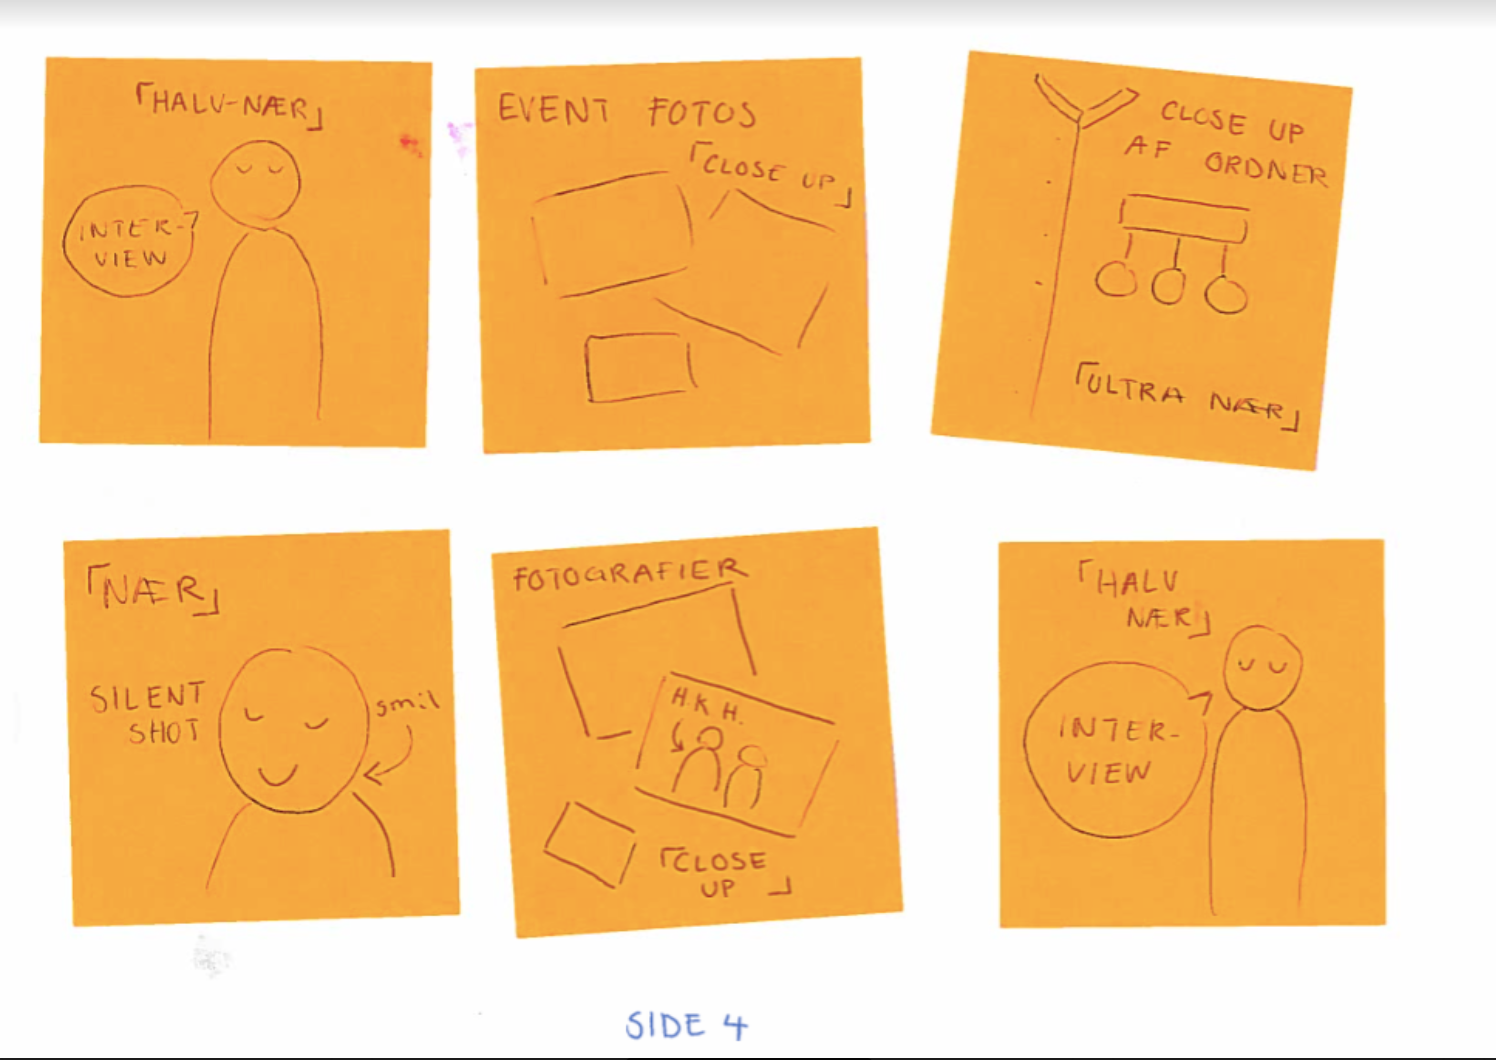 「HALV-NÆR」
INTER-
VIEW
EVENT FOTOS
「CLOSE UP」
CLOSE UP
AF ORDNER
「ULTRA NÆR」
「NÆR」
SILENT
SHOT
smil
FOTOGRAFIER
H.K.H.
「CLOSE
UP」
「HALV
NÆR」
INTER-
VIEW
SIDE 4